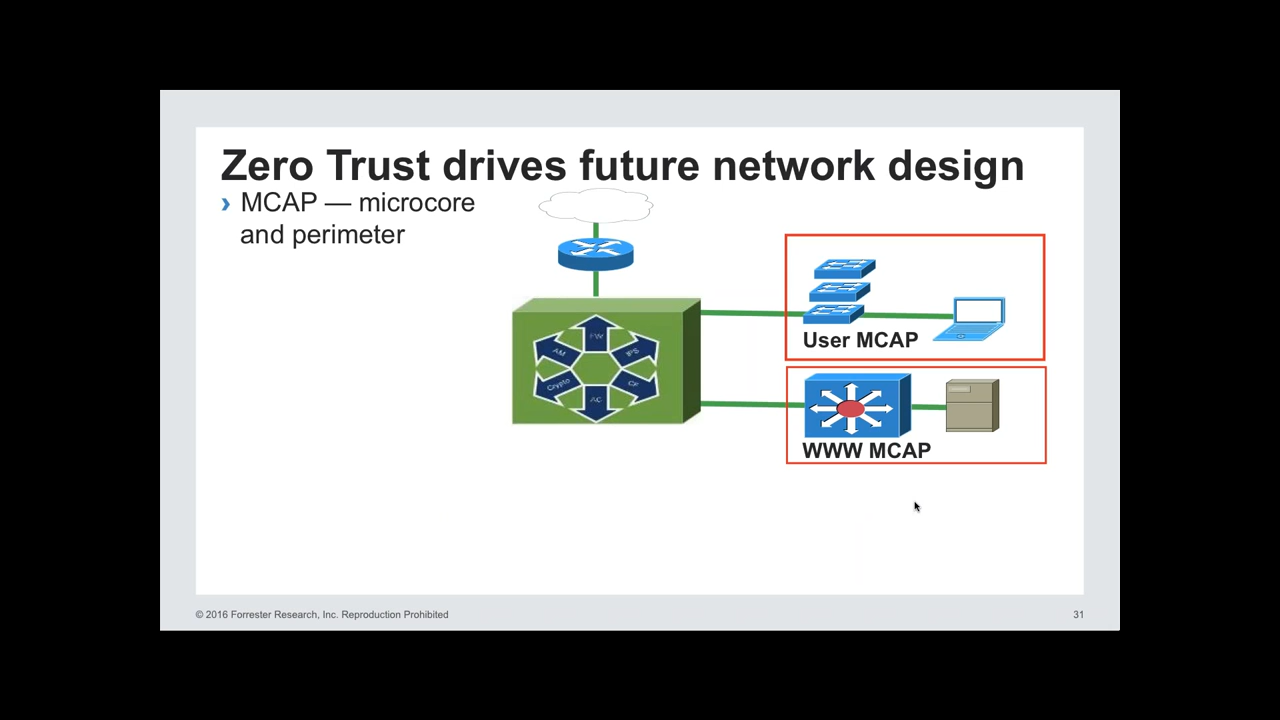 Zero Trust drives future network design
› MCAP — microcore
and perimeter
FW
AM
IPS
Crypto
CF
AC
User MCAP
WWW MCAP
© 2016 Forrester Research, Inc. Reproduction Prohibited
31